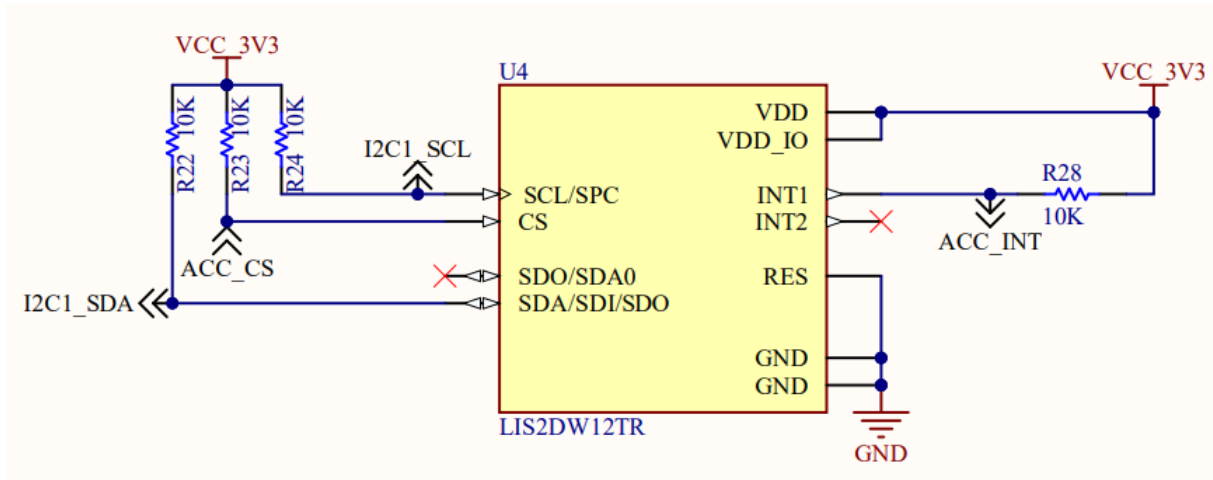 VCC_3V3
R22 10K
R23 10K
R24 10K
I2C1_SCL
ACC_CS
I2C1_SDA
U4
SCL/SPC
CS
SDO/SDA0
SDA/SDI/SDO
VDD
VDD_IO
INT1
INT2
RES
GND
GND
LIS2DW12TR
VCC_3V3
R28
10K
ACC_INT
GND